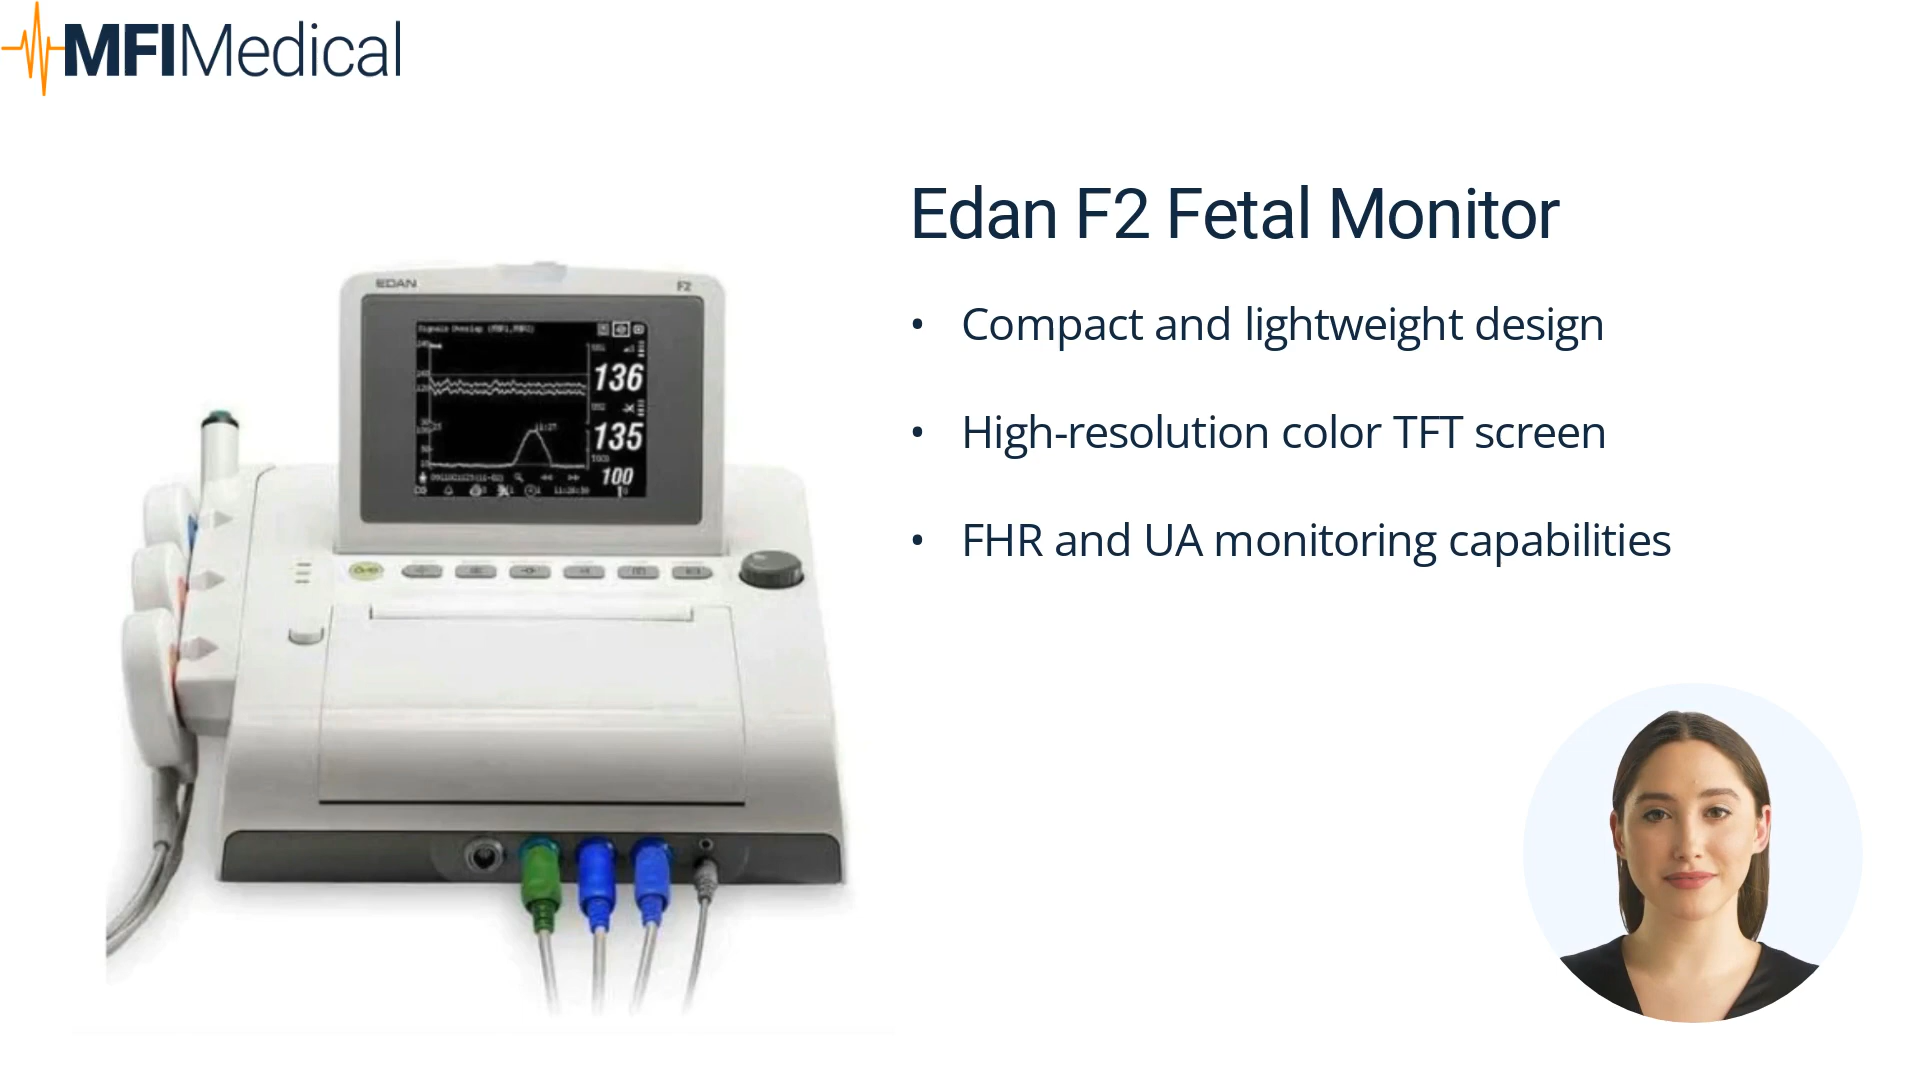 MFIMedical
Edan F2 Fetal Monitor
• Compact and lightweight design
• High-resolution color TFT screen
• FHR and UA monitoring capabilities
EDAN F2
136
135
100